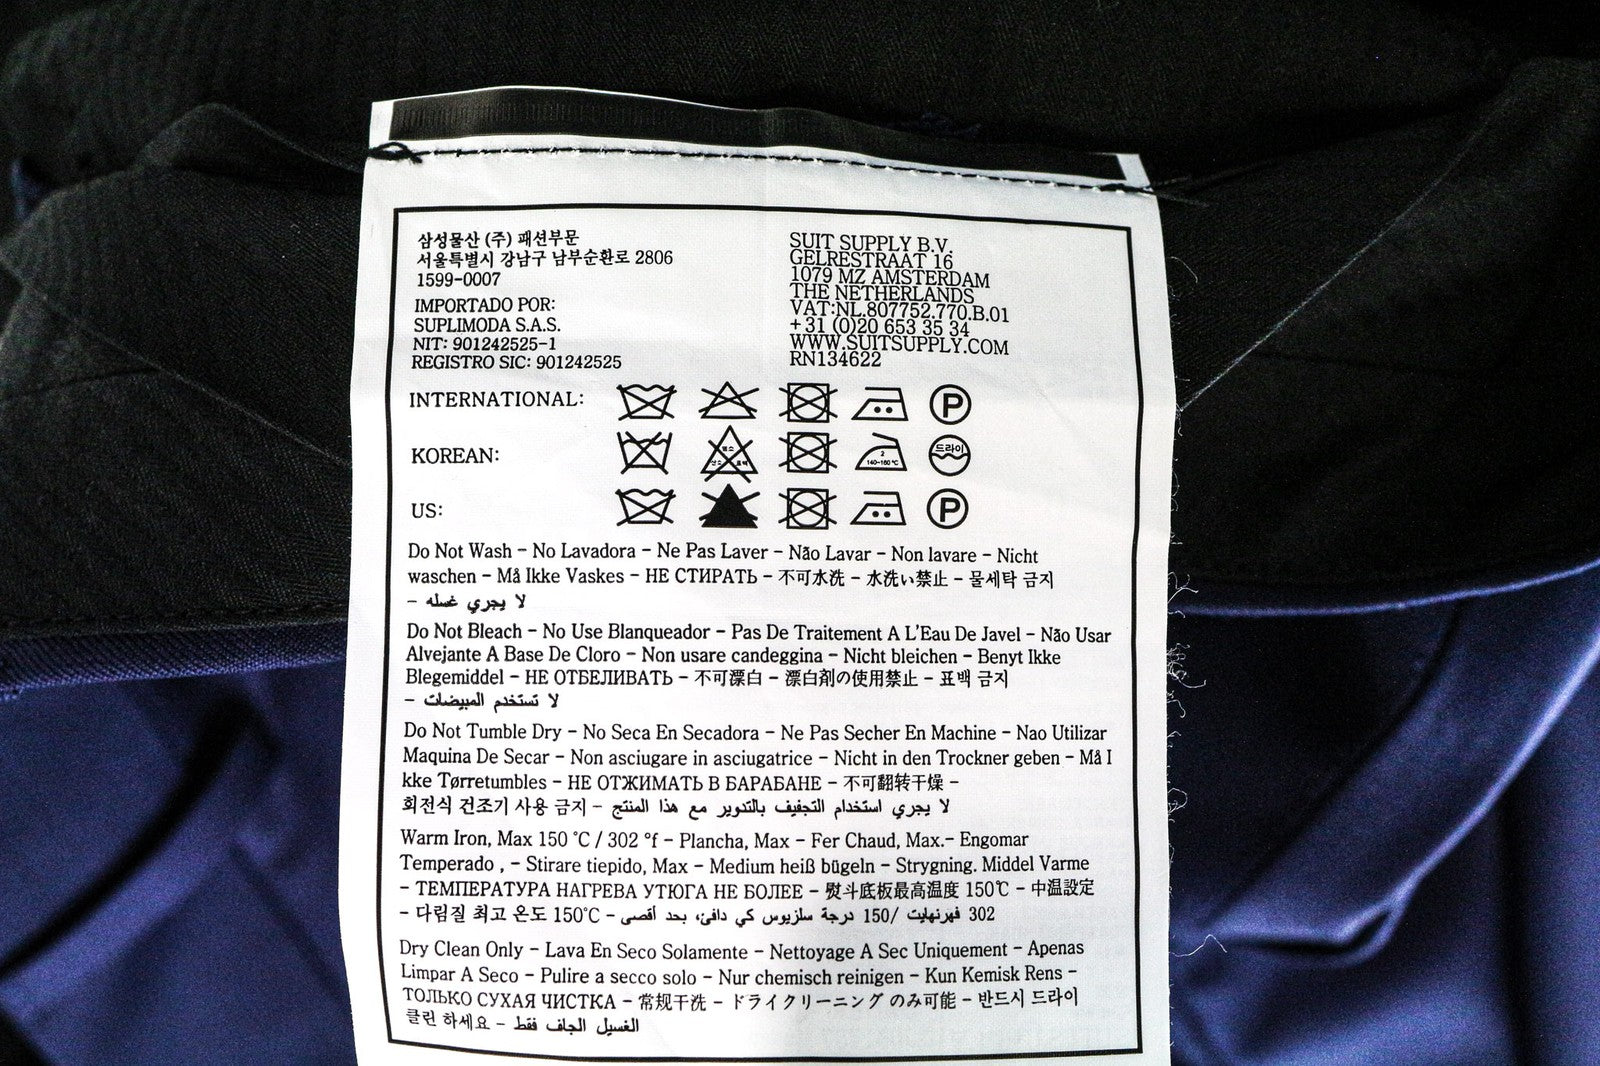 삼성물산 (주) 패션부문
서울특별시 강남구 남부순환로 2806
1599-0007
IMPORTADO POR:
SUPLIMODA S.A.S.
NIT: 901242525-1
REGISTRO SIC: 901242525
SUIT SUPPLY B.V.
GELRESTRAAT 16
1079 MZ AMSTERDAM
THE NETHERLANDS
VAT:NL.807752.770.B.01
+31 (0)20 653 35 34
WWW.SUITSUPPLY.COM
RN134622
INTERNATIONAL:
P
KOREAN:
2
140~160 ℃
드라이
US:
P
Do Not Wash - No Lavadora - Ne Pas Laver - Não Lavar - Non lavare - Nicht
waschen - Må Ikke Vaskes - НЕ СТИРАТЬ - 不可水洗 - 水洗い禁止 - 물세탁 금지
- لا يجري غسله
Do Not Bleach - No Use Blanqueador - Pas De Traitement A L'Eau De Javel - Não Usar
Alvejante A Base De Cloro - Non usare candeggina - Nicht bleichen - Benyt Ikke
Blegemiddel - НЕ ОТБЕЛИВАТЬ - 不可漂白 - 漂白剤の使用禁止 - 표백 금지
- لا تستخدم المبيضات
Do Not Tumble Dry - No Seca En Secadora - Ne Pas Secher En Machine - Nao Utilizar
Maquina De Secar - Non asciugare in asciugatrice - Nicht in den Trockner geben - Må I
kke Tørretumbles - НЕ ОТЖИМАТЬ В БАРАБАНЕ - 不可翻转干燥 -
회전식 건조기 사용 금지 - لا يجري استخدام التجفيف بالتدوير مع هذا المنتج
Warm Iron, Max 150 °C / 302 °f - Plancha, Max - Fer Chaud, Max.- Engomar
Temperado , - Stirare tiepido, Max - Medium heiß bügeln - Strygning. Middel Varme
- ТЕМПЕРАТУРА НАГРЕВА УТЮГА НЕ БОЛЕЕ - 熨斗底板最高温度 150℃ - 中温設定
- 다림질 최고 온도 150℃ - كي دافئ، بحد أقصى 150 درجة سلزيوس/ 302 فهرنهايت
Dry Clean Only - Lava En Seco Solamente - Nettoyage A Sec Uniquement - Apenas
Limpar A Seco - Pulire a secco solo - Nur chemisch reinigen - Kun Kemisk Rens -
ТОЛЬКО СУХАЯ ЧИСТКА - 常规干洗 - ドライクリーニング のみ可能 - 반드시 드라이
클린 하세요 - الغسيل الجاف فقط